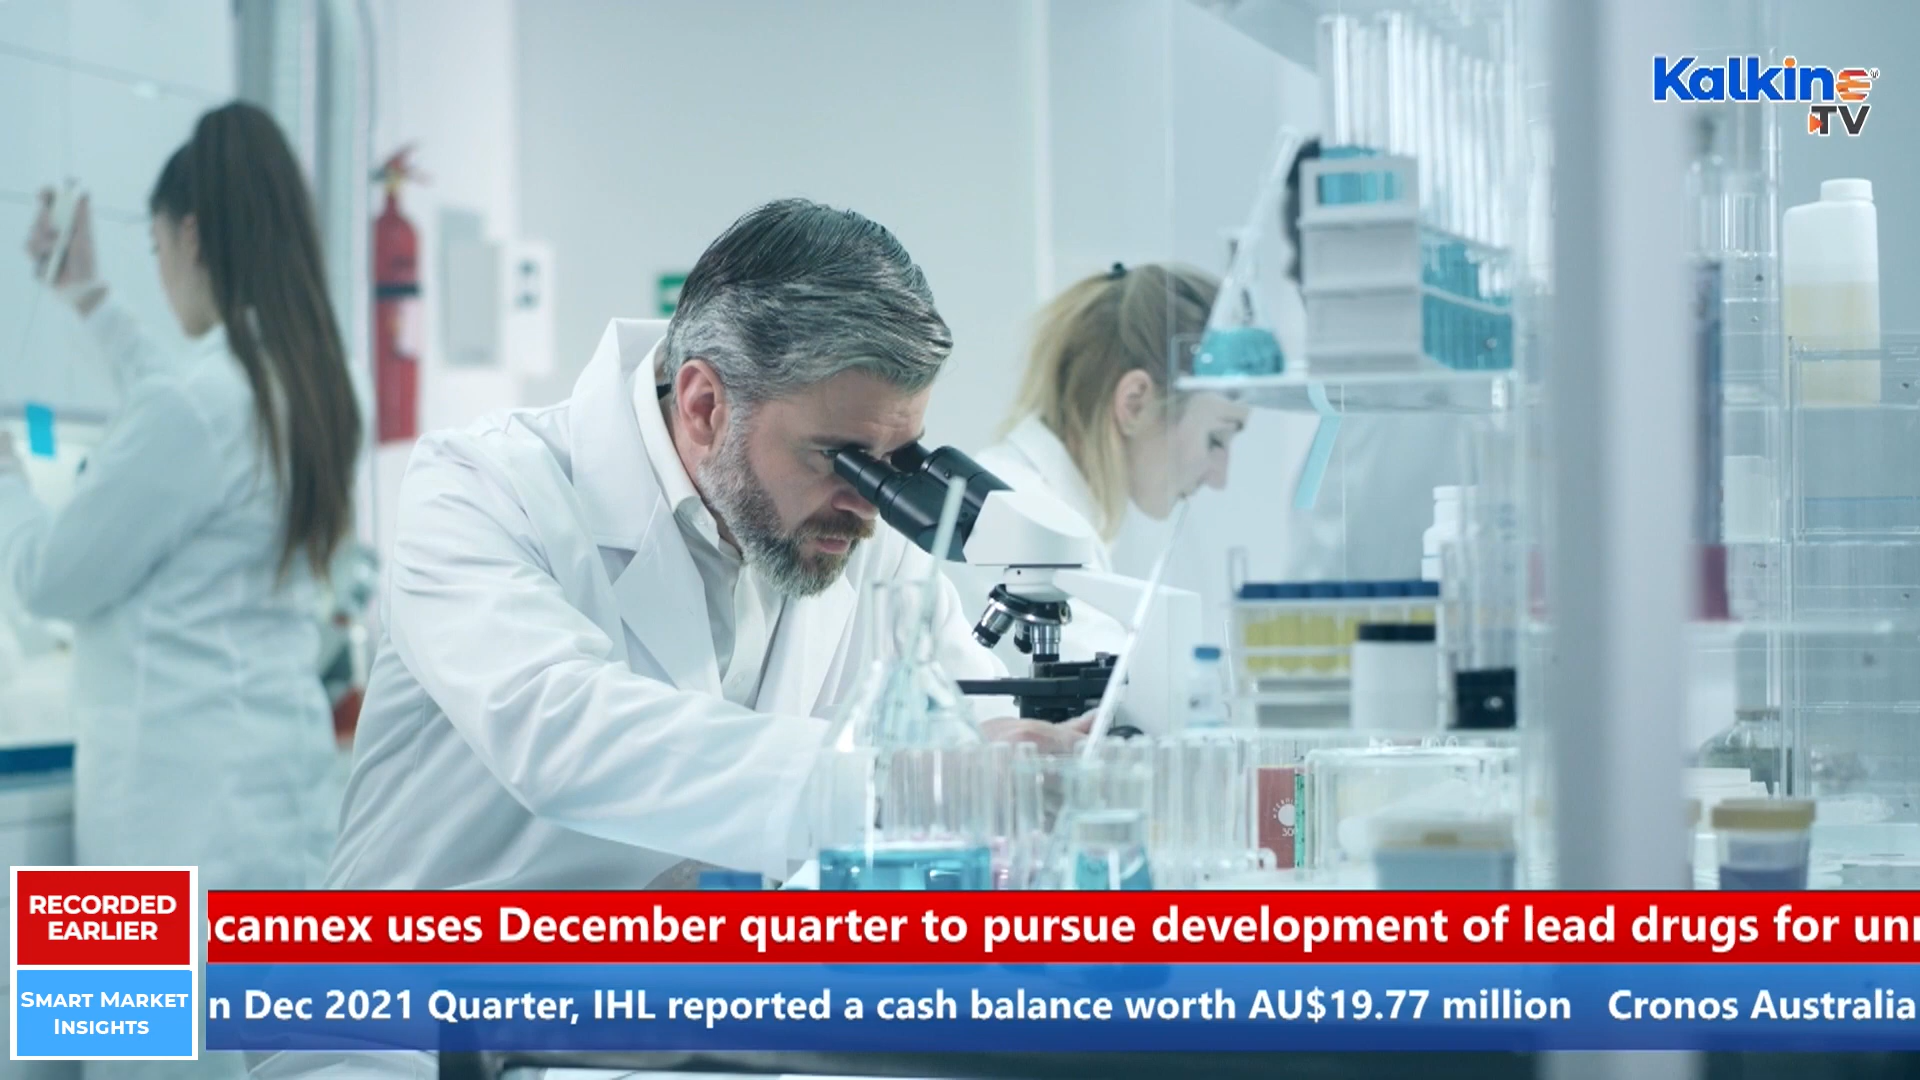 Kalkine
TV
RECORDED
EARLIER
cannex uses December quarter to pursue development of lead drugs for
SMART MARKET
INSIGHTS
n Dec 2021 Quarter, IHL reported a cash balance worth AU$19.77 million Cronos Australia